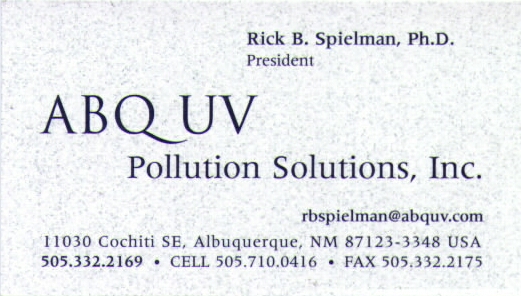 Rick B. Spielman, Ph.D.
President
ABQ UV
Pollution Solutions, Inc.
rbspielman@abquv.com
11030 Cochiti SE, Albuquerque, NM 87123-3348 USA
505.332.2169 • CELL 505.710.0416 • FAX 505.332.2175